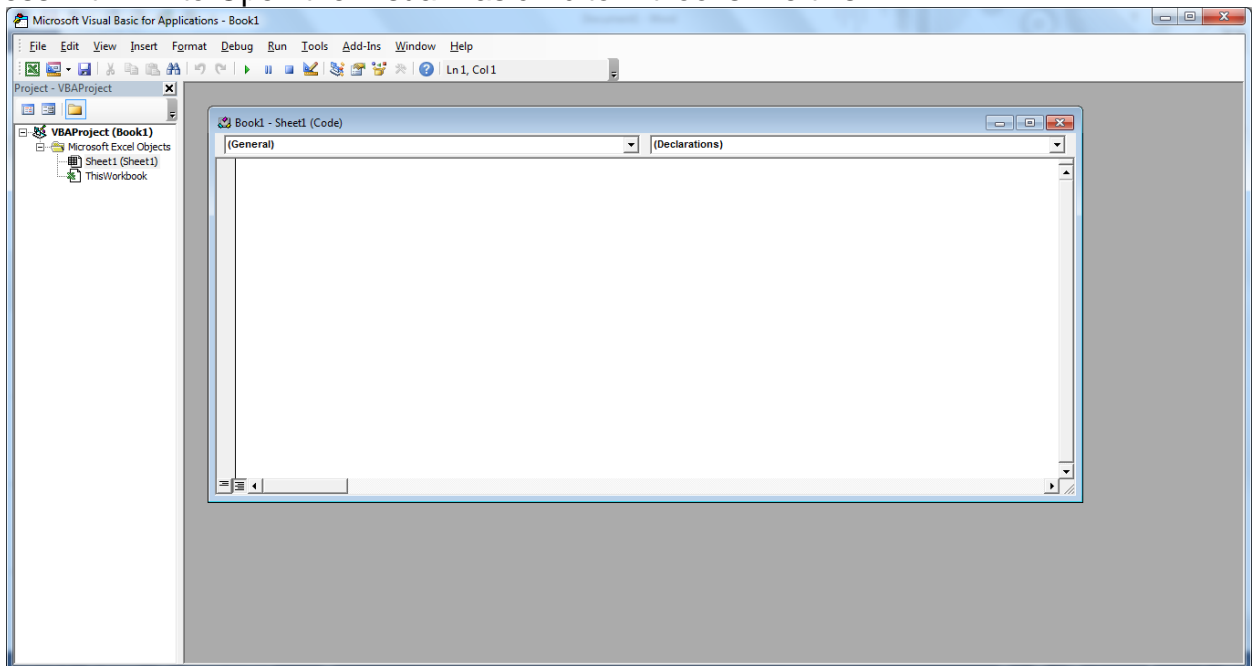 Microsoft Visual Basic for Applications - Book1
File Edit View Insert Format Debug Run Tools Add-Ins Window Help
Ln 1, Col 1
Project - VBAProject
VBAProject (Book1)
Microsoft Excel Objects
Sheet1 (Sheet1)
ThisWorkbook
Book1 - Sheet1 (Code)
(General) (Declarations)